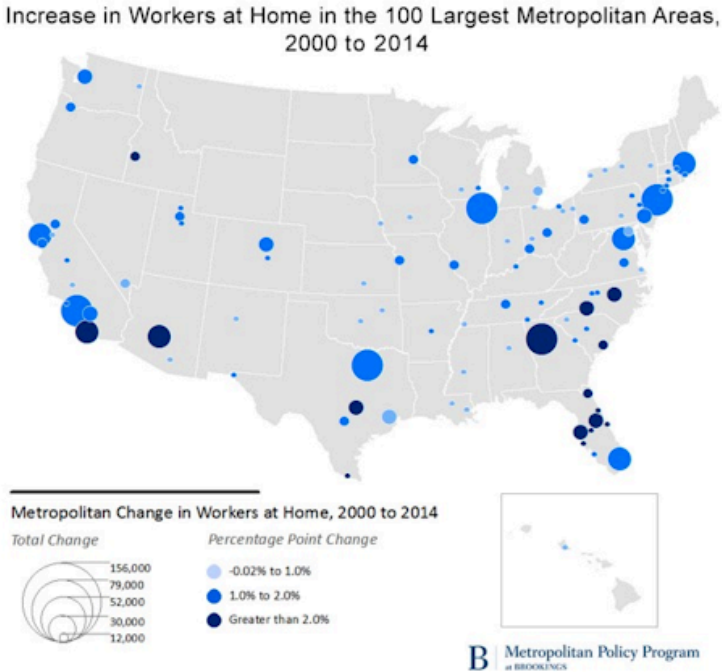 Increase in Workers at Home in the 100 Largest Metropolitan Areas,
2000 to 2014
Metropolitan Change in Workers at Home, 2000 to 2014
Total Change
156,000
79,000
52,000
30,000
12,000
Percentage Point Change
-0.02% to 1.0%
1.0% to 2.0%
Greater than 2.0%
B
Metropolitan Policy Program
at BROOKINGS